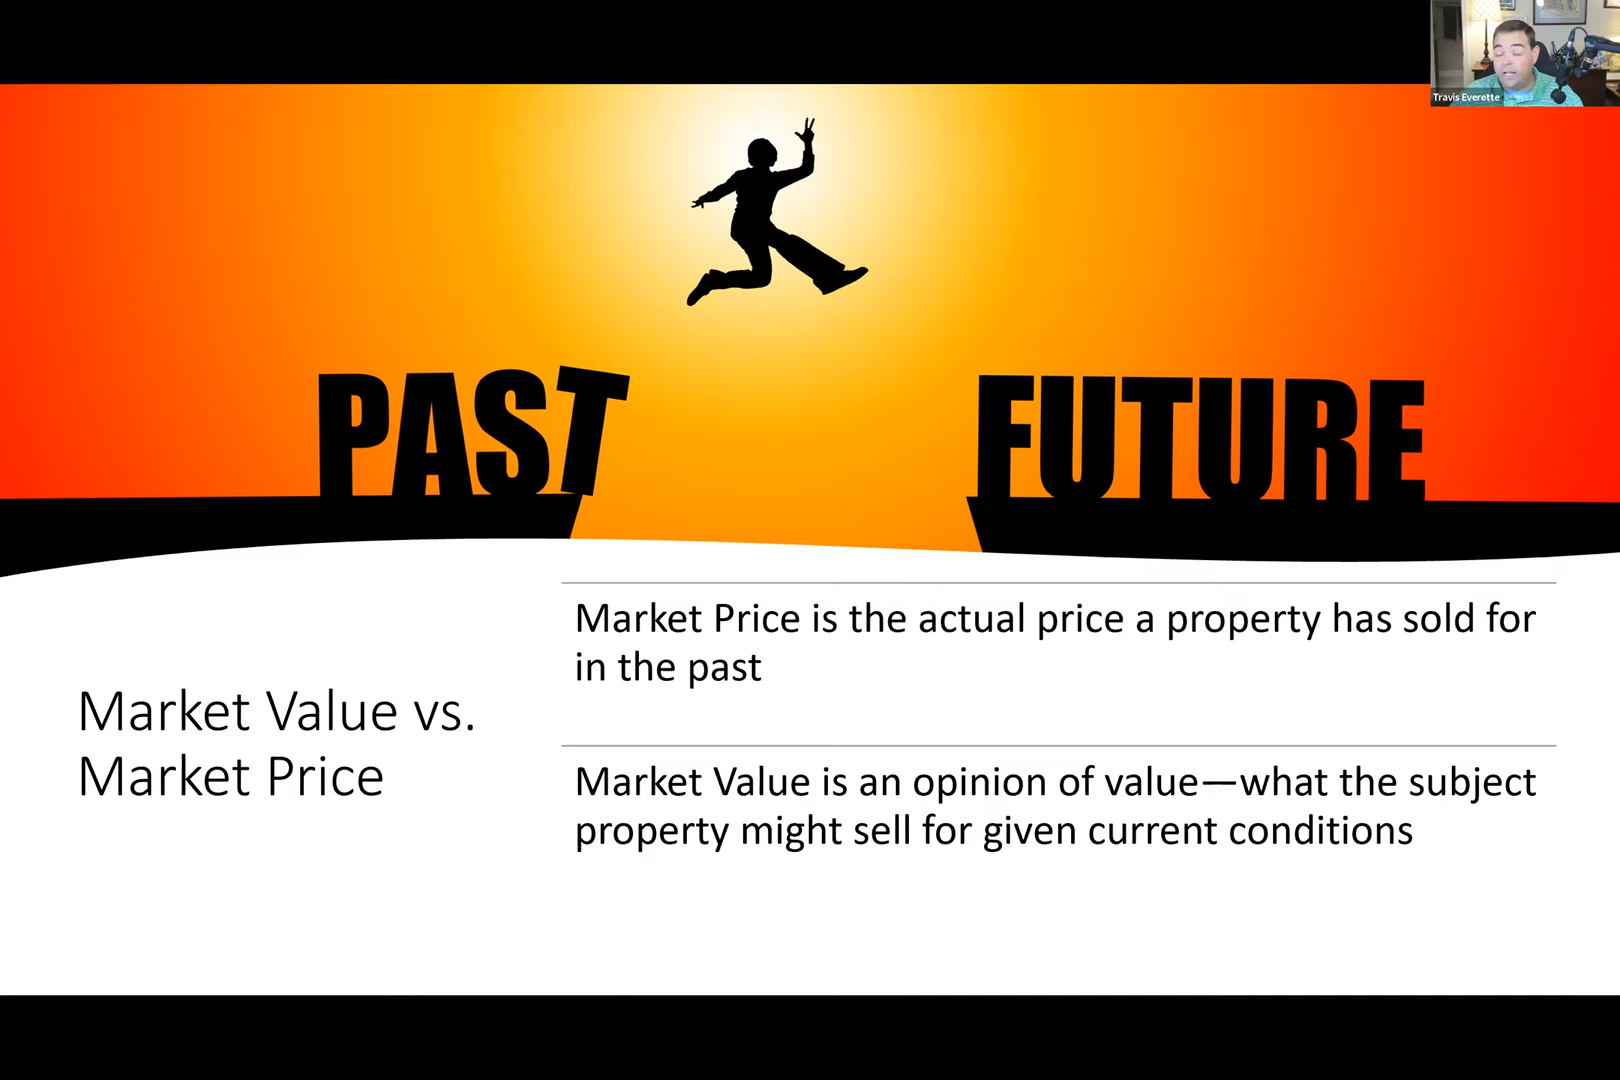 Travis Everette
PAST
FUTURE
Market Value vs.
Market Price
Market Price is the actual price a property has sold for
in the past
Market Value is an opinion of value—what the subject
property might sell for given current conditions